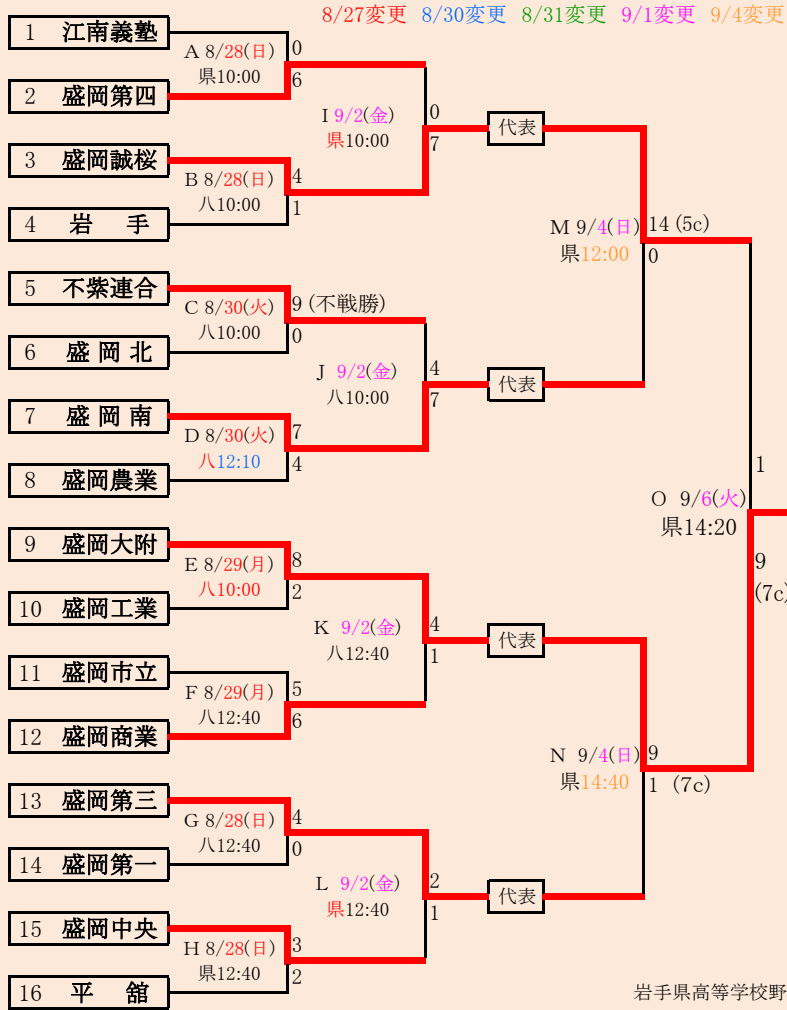 8/27変更 8/30変更 8/31変更 9/1変更 9/4変更
1 江南義塾
A 8/28(日) 0
県10:00 6
2 盛岡第四
I 9/2(金) 0
県10:00 7
代表
3 盛岡誠桜
B 8/28(日) 4
八10:00 1
4 岩 手
M 9/4(日) 14 (5c)
県12:00 0
5 不紫連合
C 8/30(火) 9 (不戦勝)
八10:00 0
6 盛岡北
J 9/2(金) 4
八10:00 7
代表
7 盛岡南
D 8/30(火) 7
八12:10 4
8 盛岡農業
O 9/6(火) 1
県14:20 9
(7c)
9 盛岡大附
E 8/29(月) 8
八10:00 2
10 盛岡工業
K 9/2(金) 4
八12:40 1
代表
11 盛岡市立
F 8/29(月) 5
八12:40 6
12 盛岡商業
N 9/4(日) 9
県14:40 1 (7c)
13 盛岡第三
G 8/28(日) 4
八12:40 0
14 盛岡第一
L 9/2(金) 2
県12:40 1
代表
15 盛岡中央
H 8/28(日) 3
県12:40 2
16 平 舘
岩手県高等学校野